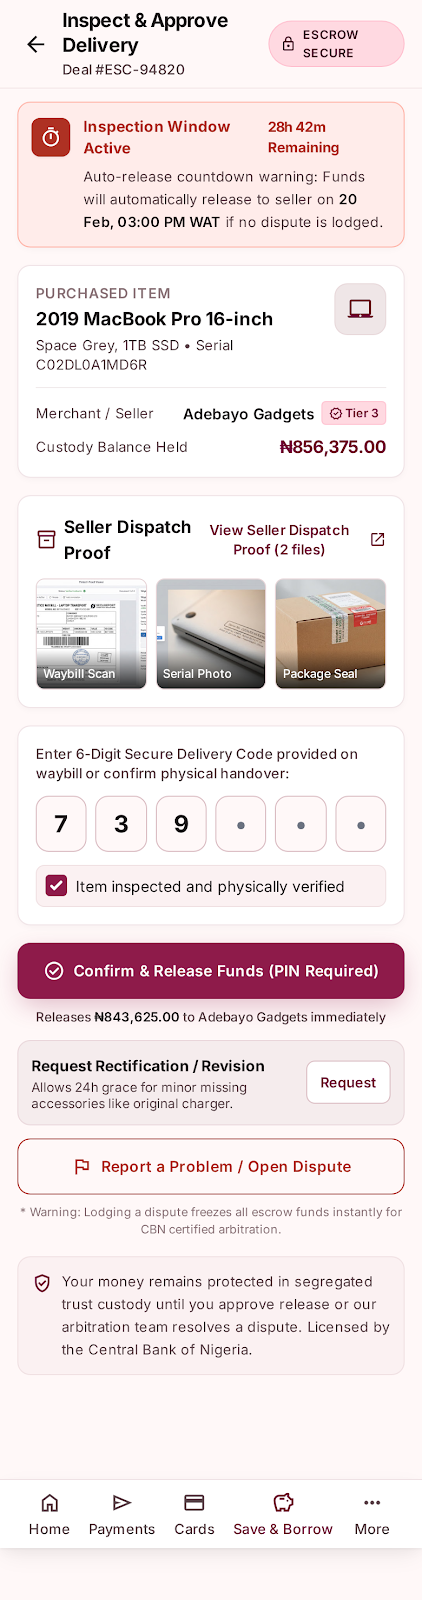 Inspect & Approve
Delivery
Deal #ESC-94820
ESCROW
SECURE
Inspection Window
Active
28h 42m
Remaining
Auto-release countdown warning: Funds
will automatically release to seller on 20
Feb, 03:00 PM WAT if no dispute is lodged.
PURCHASED ITEM
2019 MacBook Pro 16-inch
Space Grey, 1TB SSD • Serial
C02DL0A1MD6R
Merchant / Seller
Adebayo Gadgets
Tier 3
Custody Balance Held
₦856,375.00
Seller Dispatch
Proof
View Seller Dispatch
Proof (2 files)
Waybill Scan
Serial Photo
Package Seal
Enter 6-Digit Secure Delivery Code provided on
waybill or confirm physical handover:
7 3 9 • • •
Item inspected and physically verified
Confirm & Release Funds (PIN Required)
Releases ₦843,625.00 to Adebayo Gadgets immediately
Request Rectification / Revision
Allows 24h grace for minor missing
accessories like original charger.
Request
Report a Problem / Open Dispute
* Warning: Lodging a dispute freezes all escrow funds instantly for
CBN certified arbitration.
Your money remains protected in segregated
trust custody until you approve release or our
arbitration team resolves a dispute. Licensed by
the Central Bank of Nigeria.
Home
Payments
Cards
Save & Borrow
More